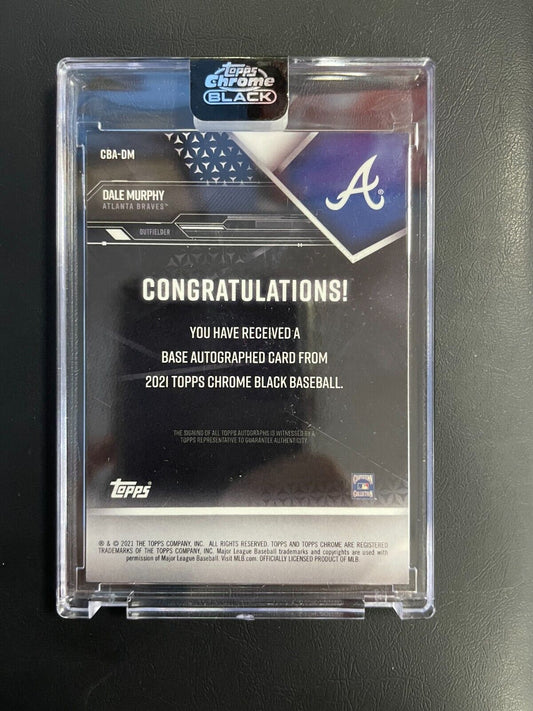 topps
Chrome
BLACK
CBA-DM
DALE MURPHY
ATLANTA BRAVES™
OUTFIELDER
A®
CONGRATULATIONS!
YOU HAVE RECEIVED A
BASE AUTOGRAPHED CARD FROM
2021 TOPPS CHROME BLACK BASEBALL.
THE SIGNING OF ALL TOPPS AUTOGRAPHS IS WITNESSED BY A
TOPPS REPRESENTATIVE TO GUARANTEE AUTHENTICITY.
topps®
COOPERSTOWN
COLLECTION
® & © 2021 THE TOPPS COMPANY, INC. ALL RIGHTS RESERVED. TOPPS AND TOPPS CHROME ARE REGISTERED
TRADEMARKS OF THE TOPPS COMPANY, INC. Major League Baseball trademarks and copyrights are used with
permission of Major League Baseball. Visit MLB.com. OFFICIALLY LICENSED PRODUCT OF MLB.